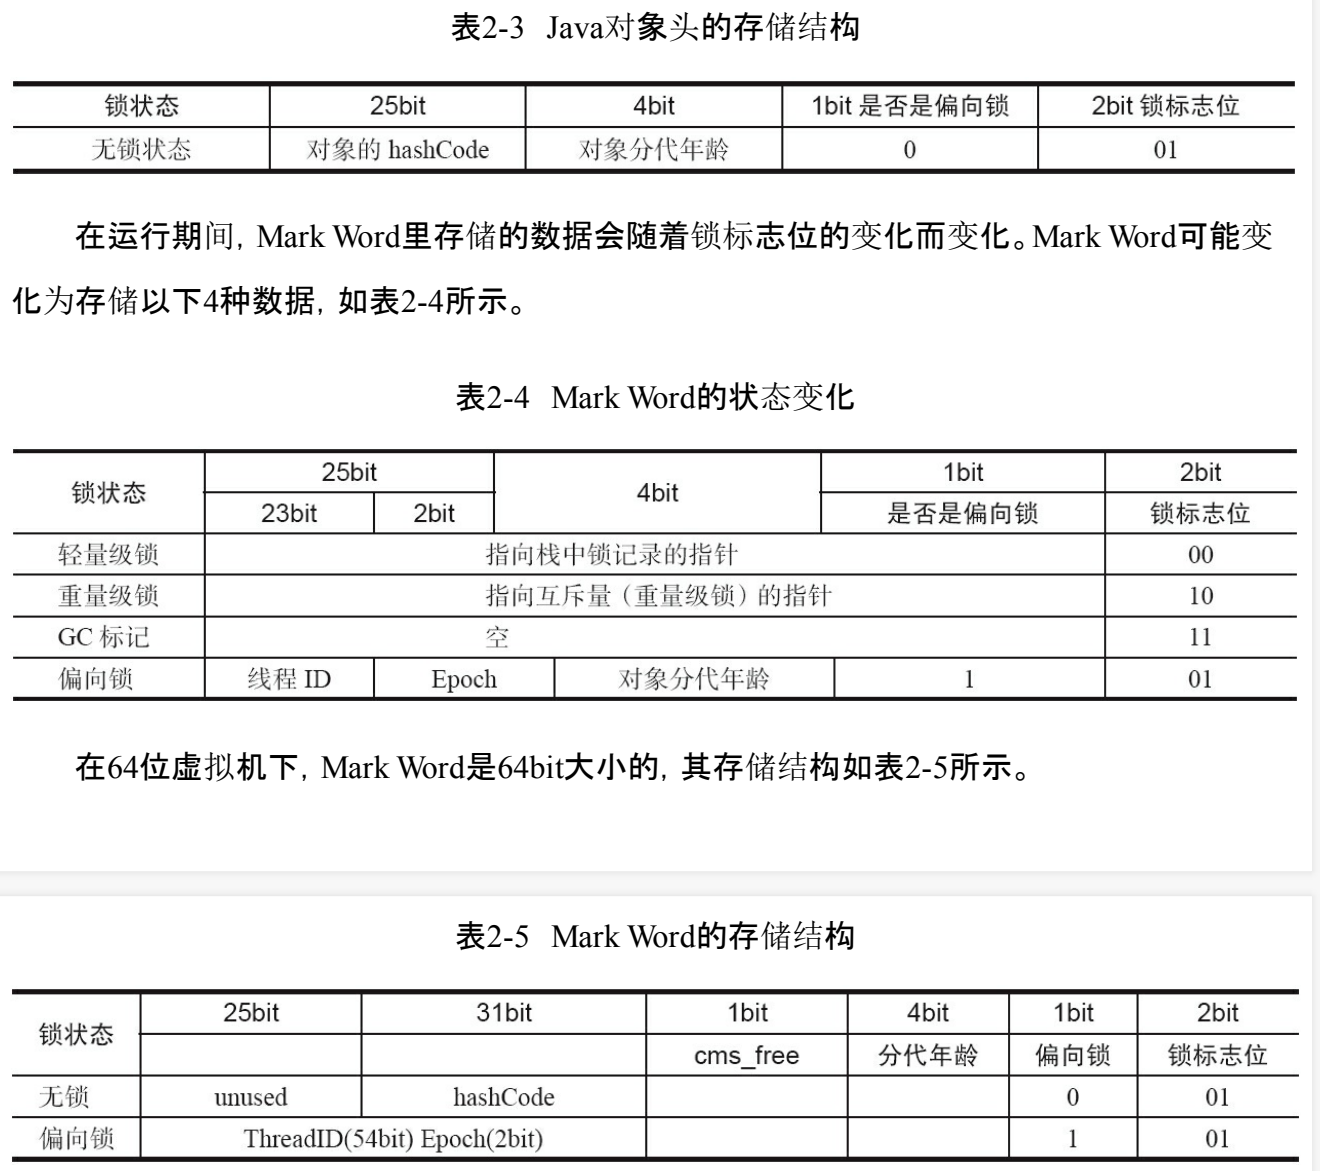 表2-3 Java对象头的存储结构
锁状态 25bit 4bit 1bit 是否是偏向锁 2bit 锁标志位
无锁状态 对象的 hashCode 对象分代年龄 0 01
在运行期间，Mark Word里存储的数据会随着锁标志位的变化而变化。Mark Word可能变
化为存储以下4种数据，如表2-4所示。
表2-4 Mark Word的状态变化
锁状态 25bit 4bit 1bit 2bit
23bit 2bit 是否是偏向锁 锁标志位
轻量级锁 指向栈中锁记录的指针 00
重量级锁 指向互斥量（重量级锁）的指针 10
GC 标记 空 11
偏向锁 线程 ID Epoch 对象分代年龄 1 01
在64位虚拟机下，Mark Word是64bit大小的，其存储结构如表2-5所示。
表2-5 Mark Word的存储结构
锁状态 25bit 31bit 1bit 4bit 1bit 2bit
cms_free 分代年龄 偏向锁 锁标志位
无锁 unused hashCode 0 01
偏向锁 ThreadID(54bit) Epoch(2bit) 1 01